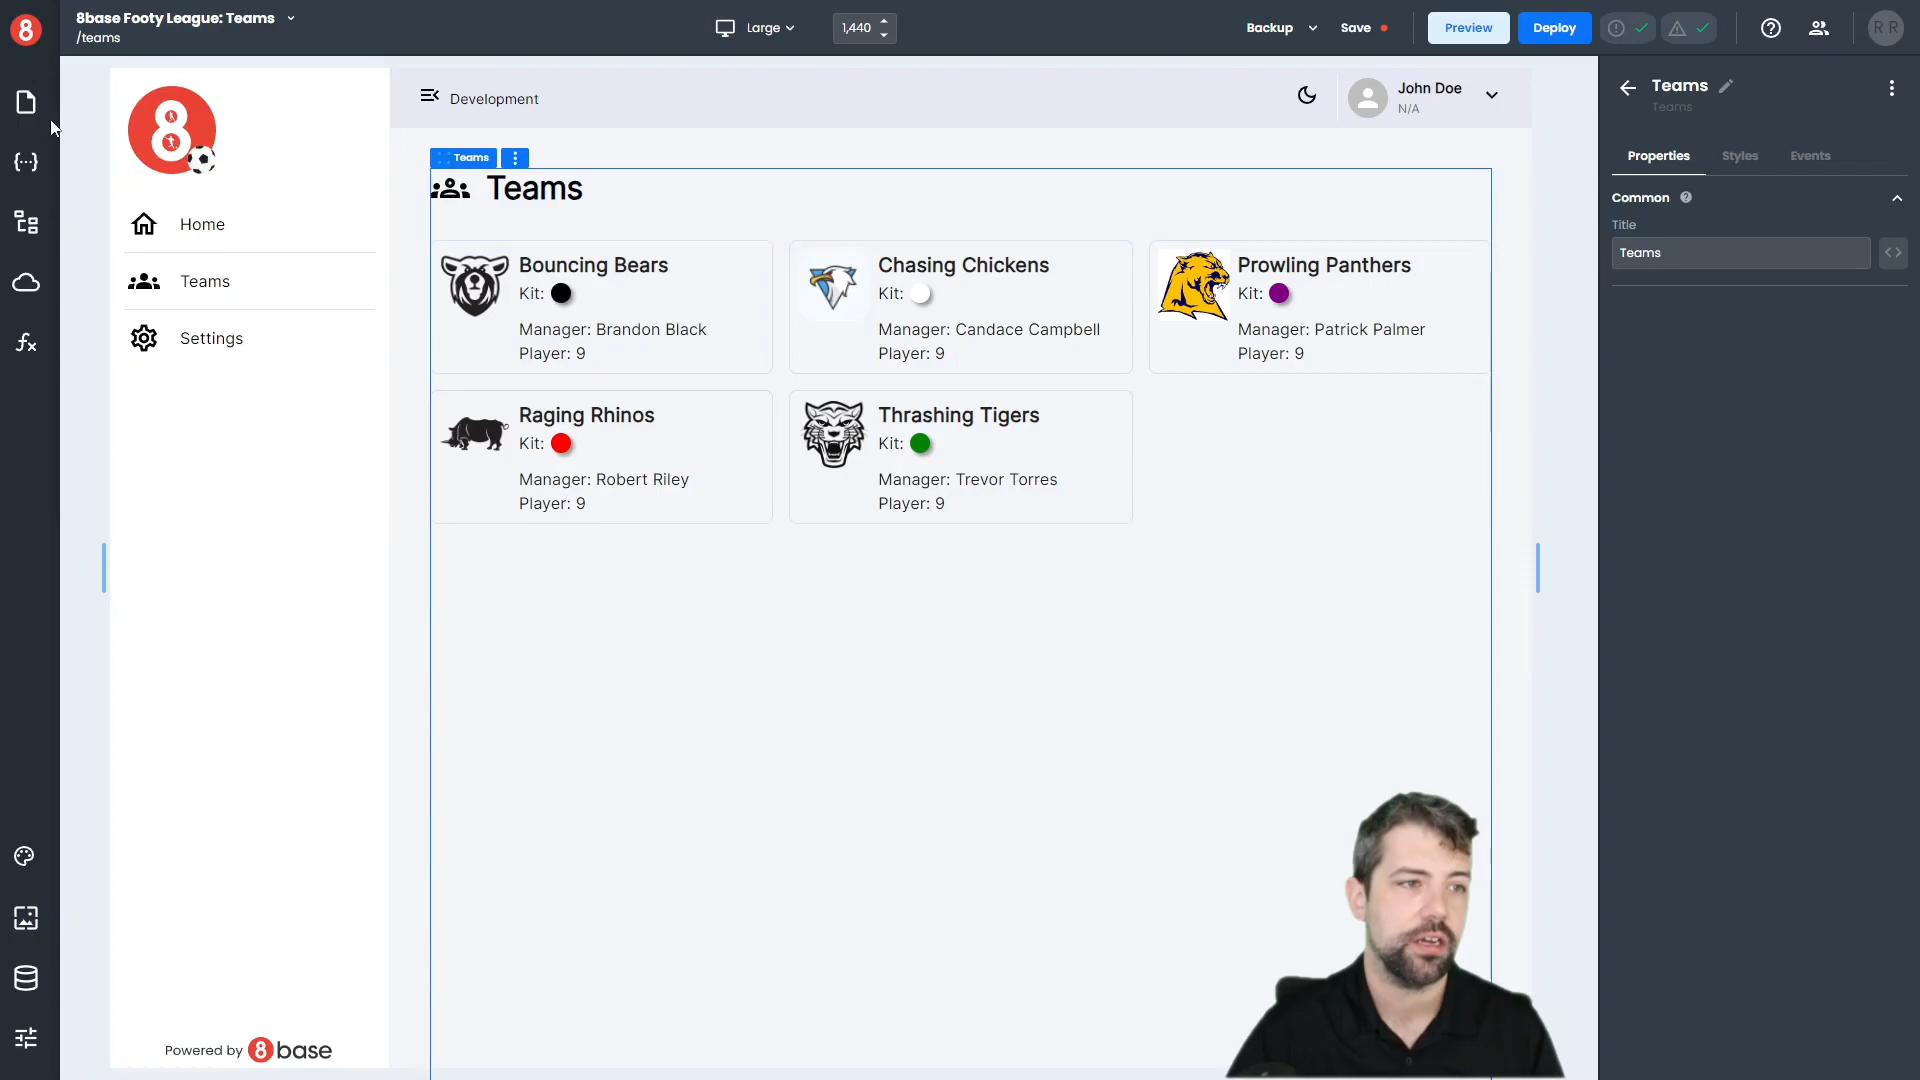 8
8base Footy League: Teams
/teams
Large
1,440
Backup
Save
Preview
Deploy
R R
8
Home
Teams
Settings
Powered by 8base
Development
John Doe
N/A
Teams
Teams
Bouncing Bears
Kit:
Manager: Brandon Black
Player: 9
Chasing Chickens
Kit:
Manager: Candace Campbell
Player: 9
Prowling Panthers
Kit:
Manager: Patrick Palmer
Player: 9
Raging Rhinos
Kit:
Manager: Robert Riley
Player: 9
Thrashing Tigers
Kit:
Manager: Trevor Torres
Player: 9
Teams
Teams
Properties
Styles
Events
Common
Title
Teams